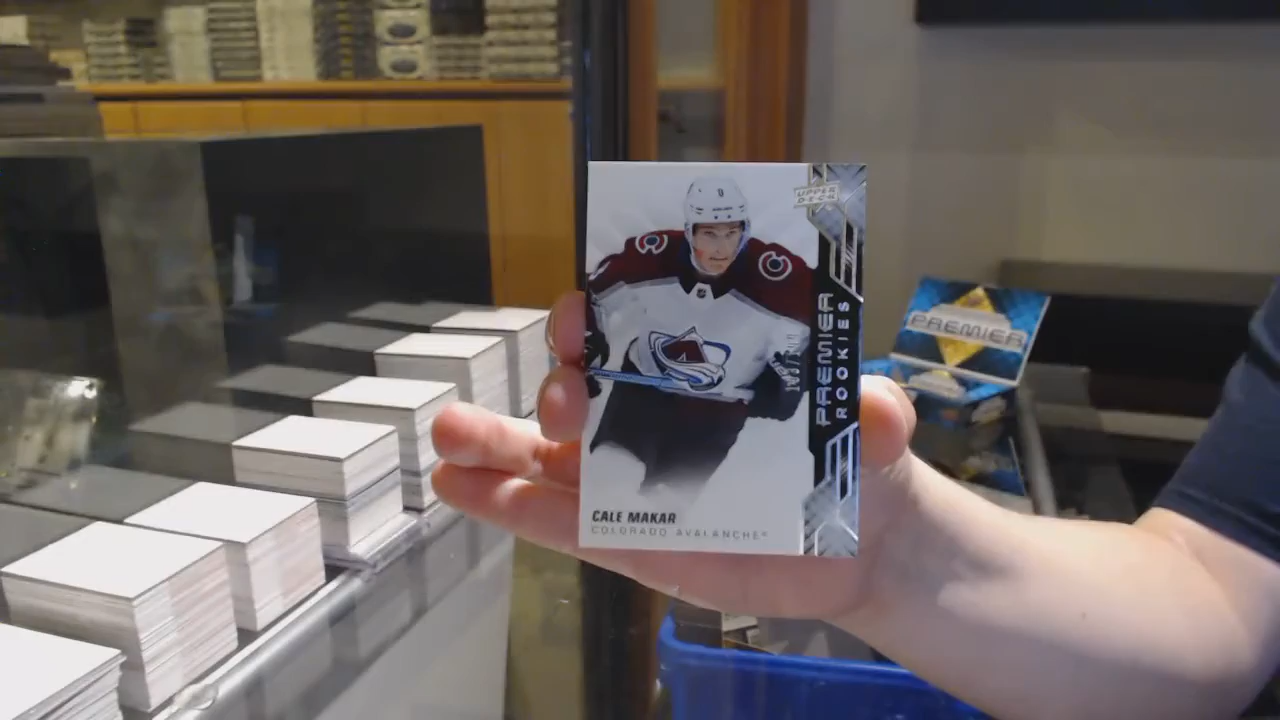 UPPER
DECK
PREMIER
ROOKIES
CALE MAKAR
COLORADO AVALANCHE
PREMIER